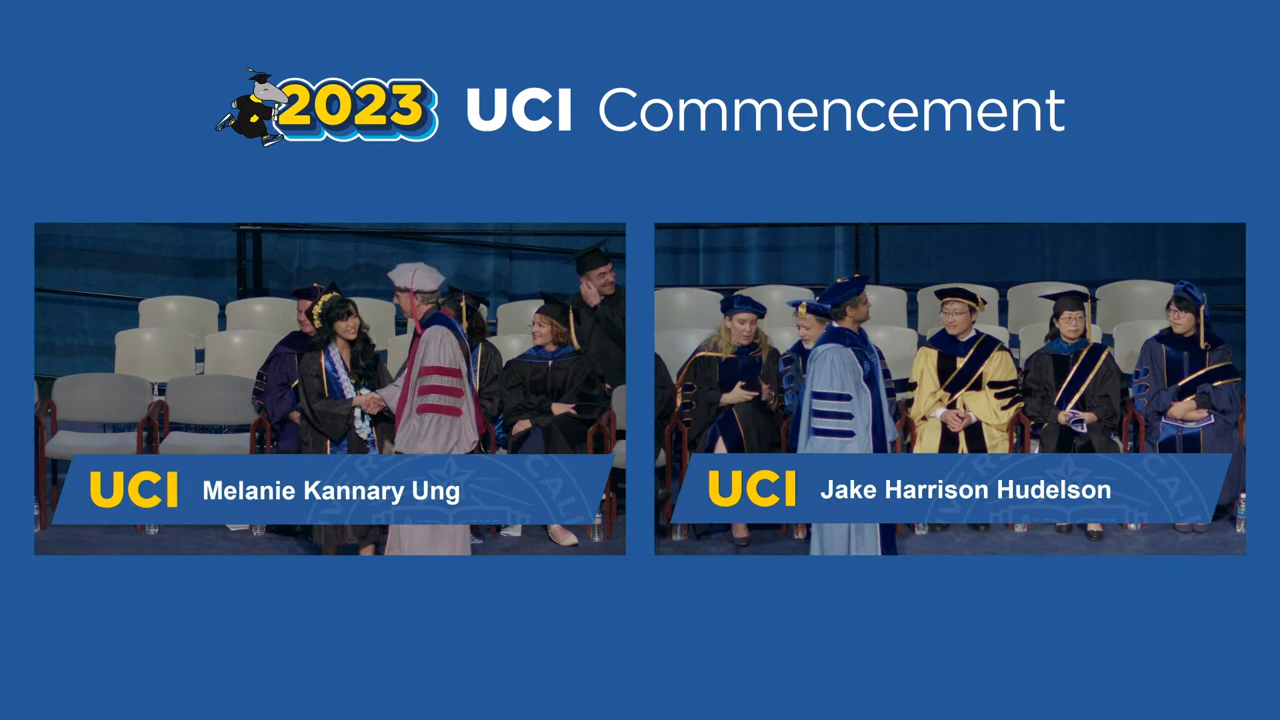 2023 UCI Commencement
UCI Melanie Kannary Ung
UCI Jake Harrison Hudelson